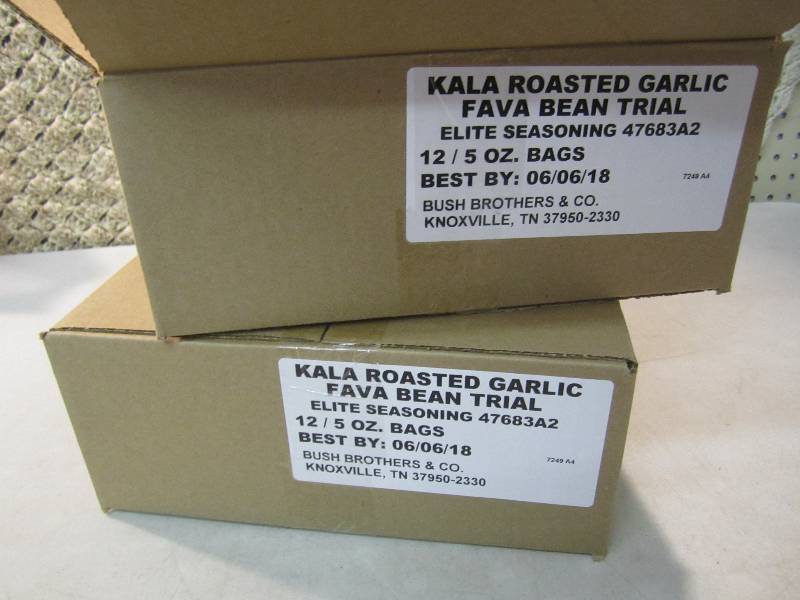 KALA ROASTED GARLIC
FAVA BEAN TRIAL
ELITE SEASONING 47683A2
12 / 5 OZ. BAGS
BEST BY: 06/06/18
7249 A4
BUSH BROTHERS & CO.
KNOXVILLE, TN 37950-2330
KALA ROASTED GARLIC
FAVA BEAN TRIAL
ELITE SEASONING 47683A2
12 / 5 OZ. BAGS
BEST BY: 06/06/18
7249 A4
BUSH BROTHERS & CO.
KNOXVILLE, TN 37950-2330